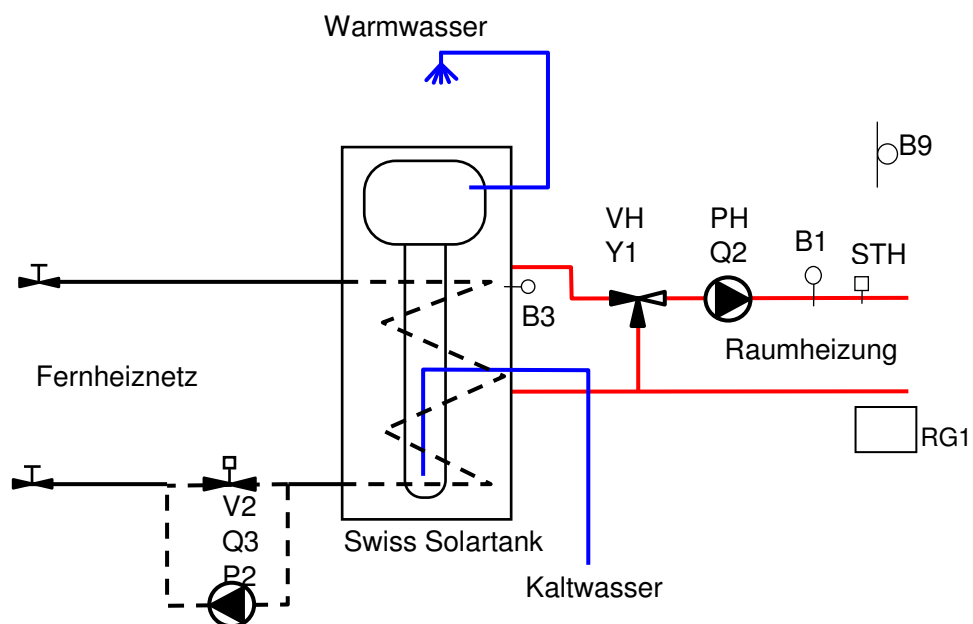 Warmwasser
B9
VH
Y1
PH
Q2
B1
STH
B3
Raumheizung
Fernheiznetz
RG1
V2
Q3
P2
Swiss Solartank
Kaltwasser